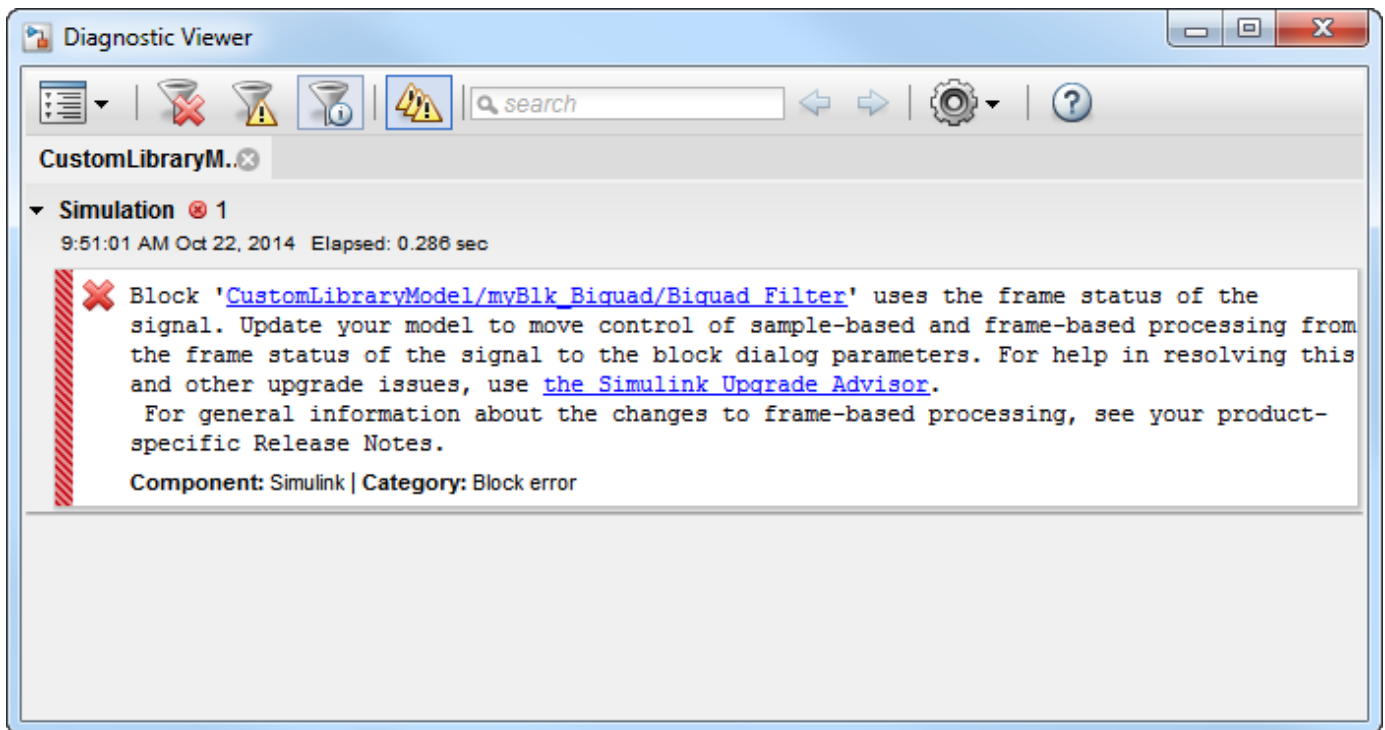 Diagnostic Viewer
search
CustomLibraryM..
Simulation 1
9:51:01 AM Oct 22, 2014 Elapsed: 0.286 sec
Block 'CustomLibraryModel/myBlk_Biquad/Biquad Filter' uses the frame status of the
signal. Update your model to move control of sample-based and frame-based processing from
the frame status of the signal to the block dialog parameters. For help in resolving this
and other upgrade issues, use the Simulink Upgrade Advisor.
For general information about the changes to frame-based processing, see your product-
specific Release Notes.
Component: Simulink | Category: Block error